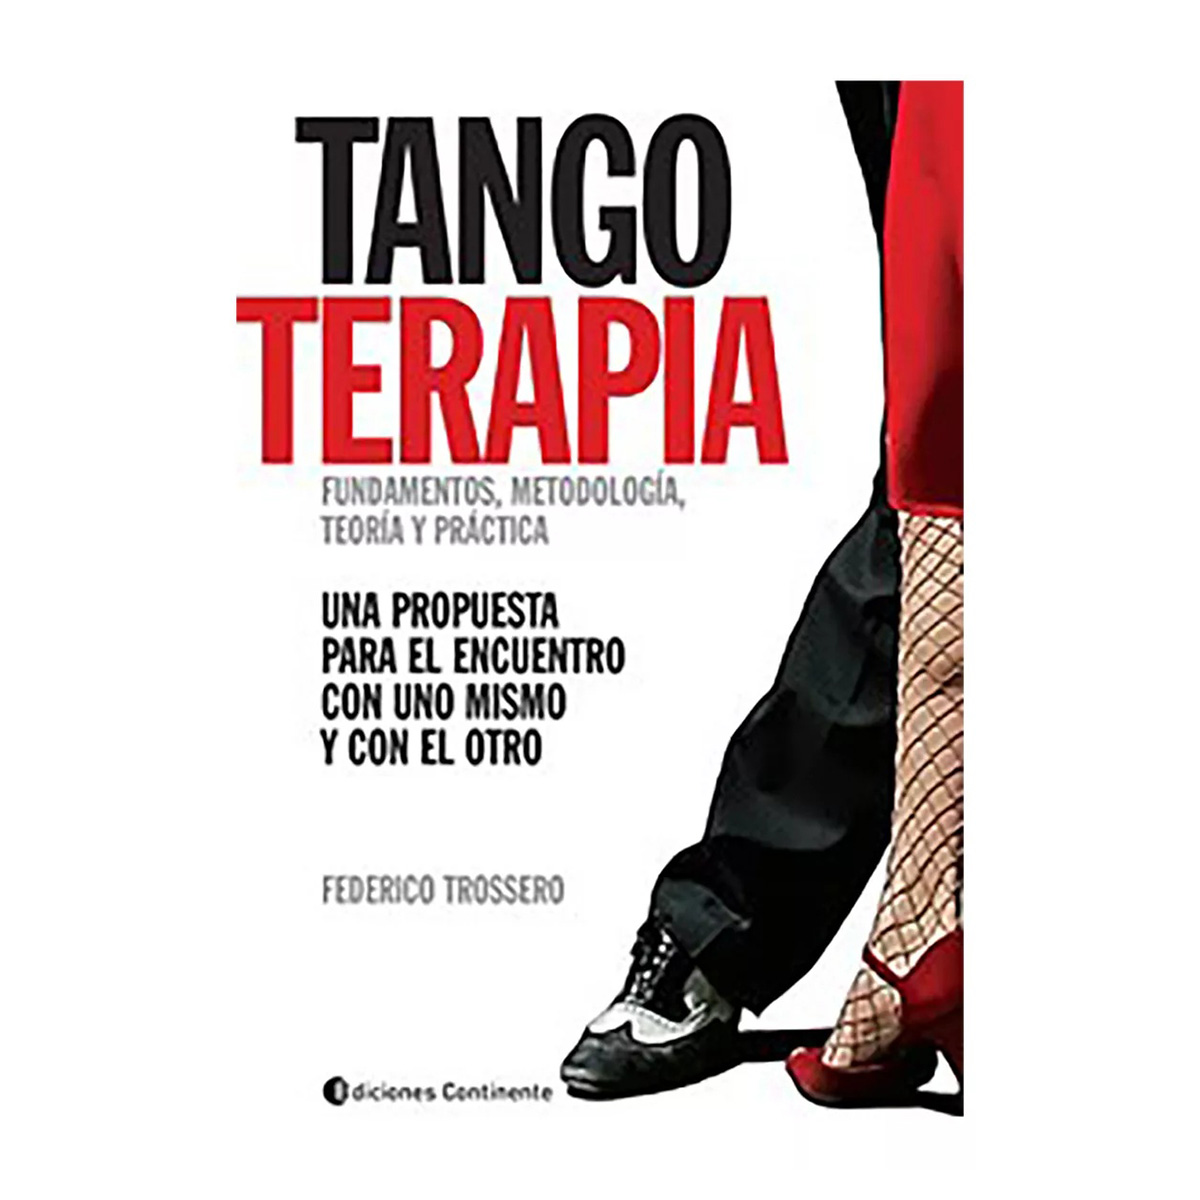 TANGO
TERAPIA
FUNDAMENTOS, METODOLOGÍA,
TEORÍA Y PRÁCTICA
UNA PROPUESTA
PARA EL ENCUENTRO
CON UNO MISMO
Y CON EL OTRO
FEDERICO TROSSERO
Ediciones Continente